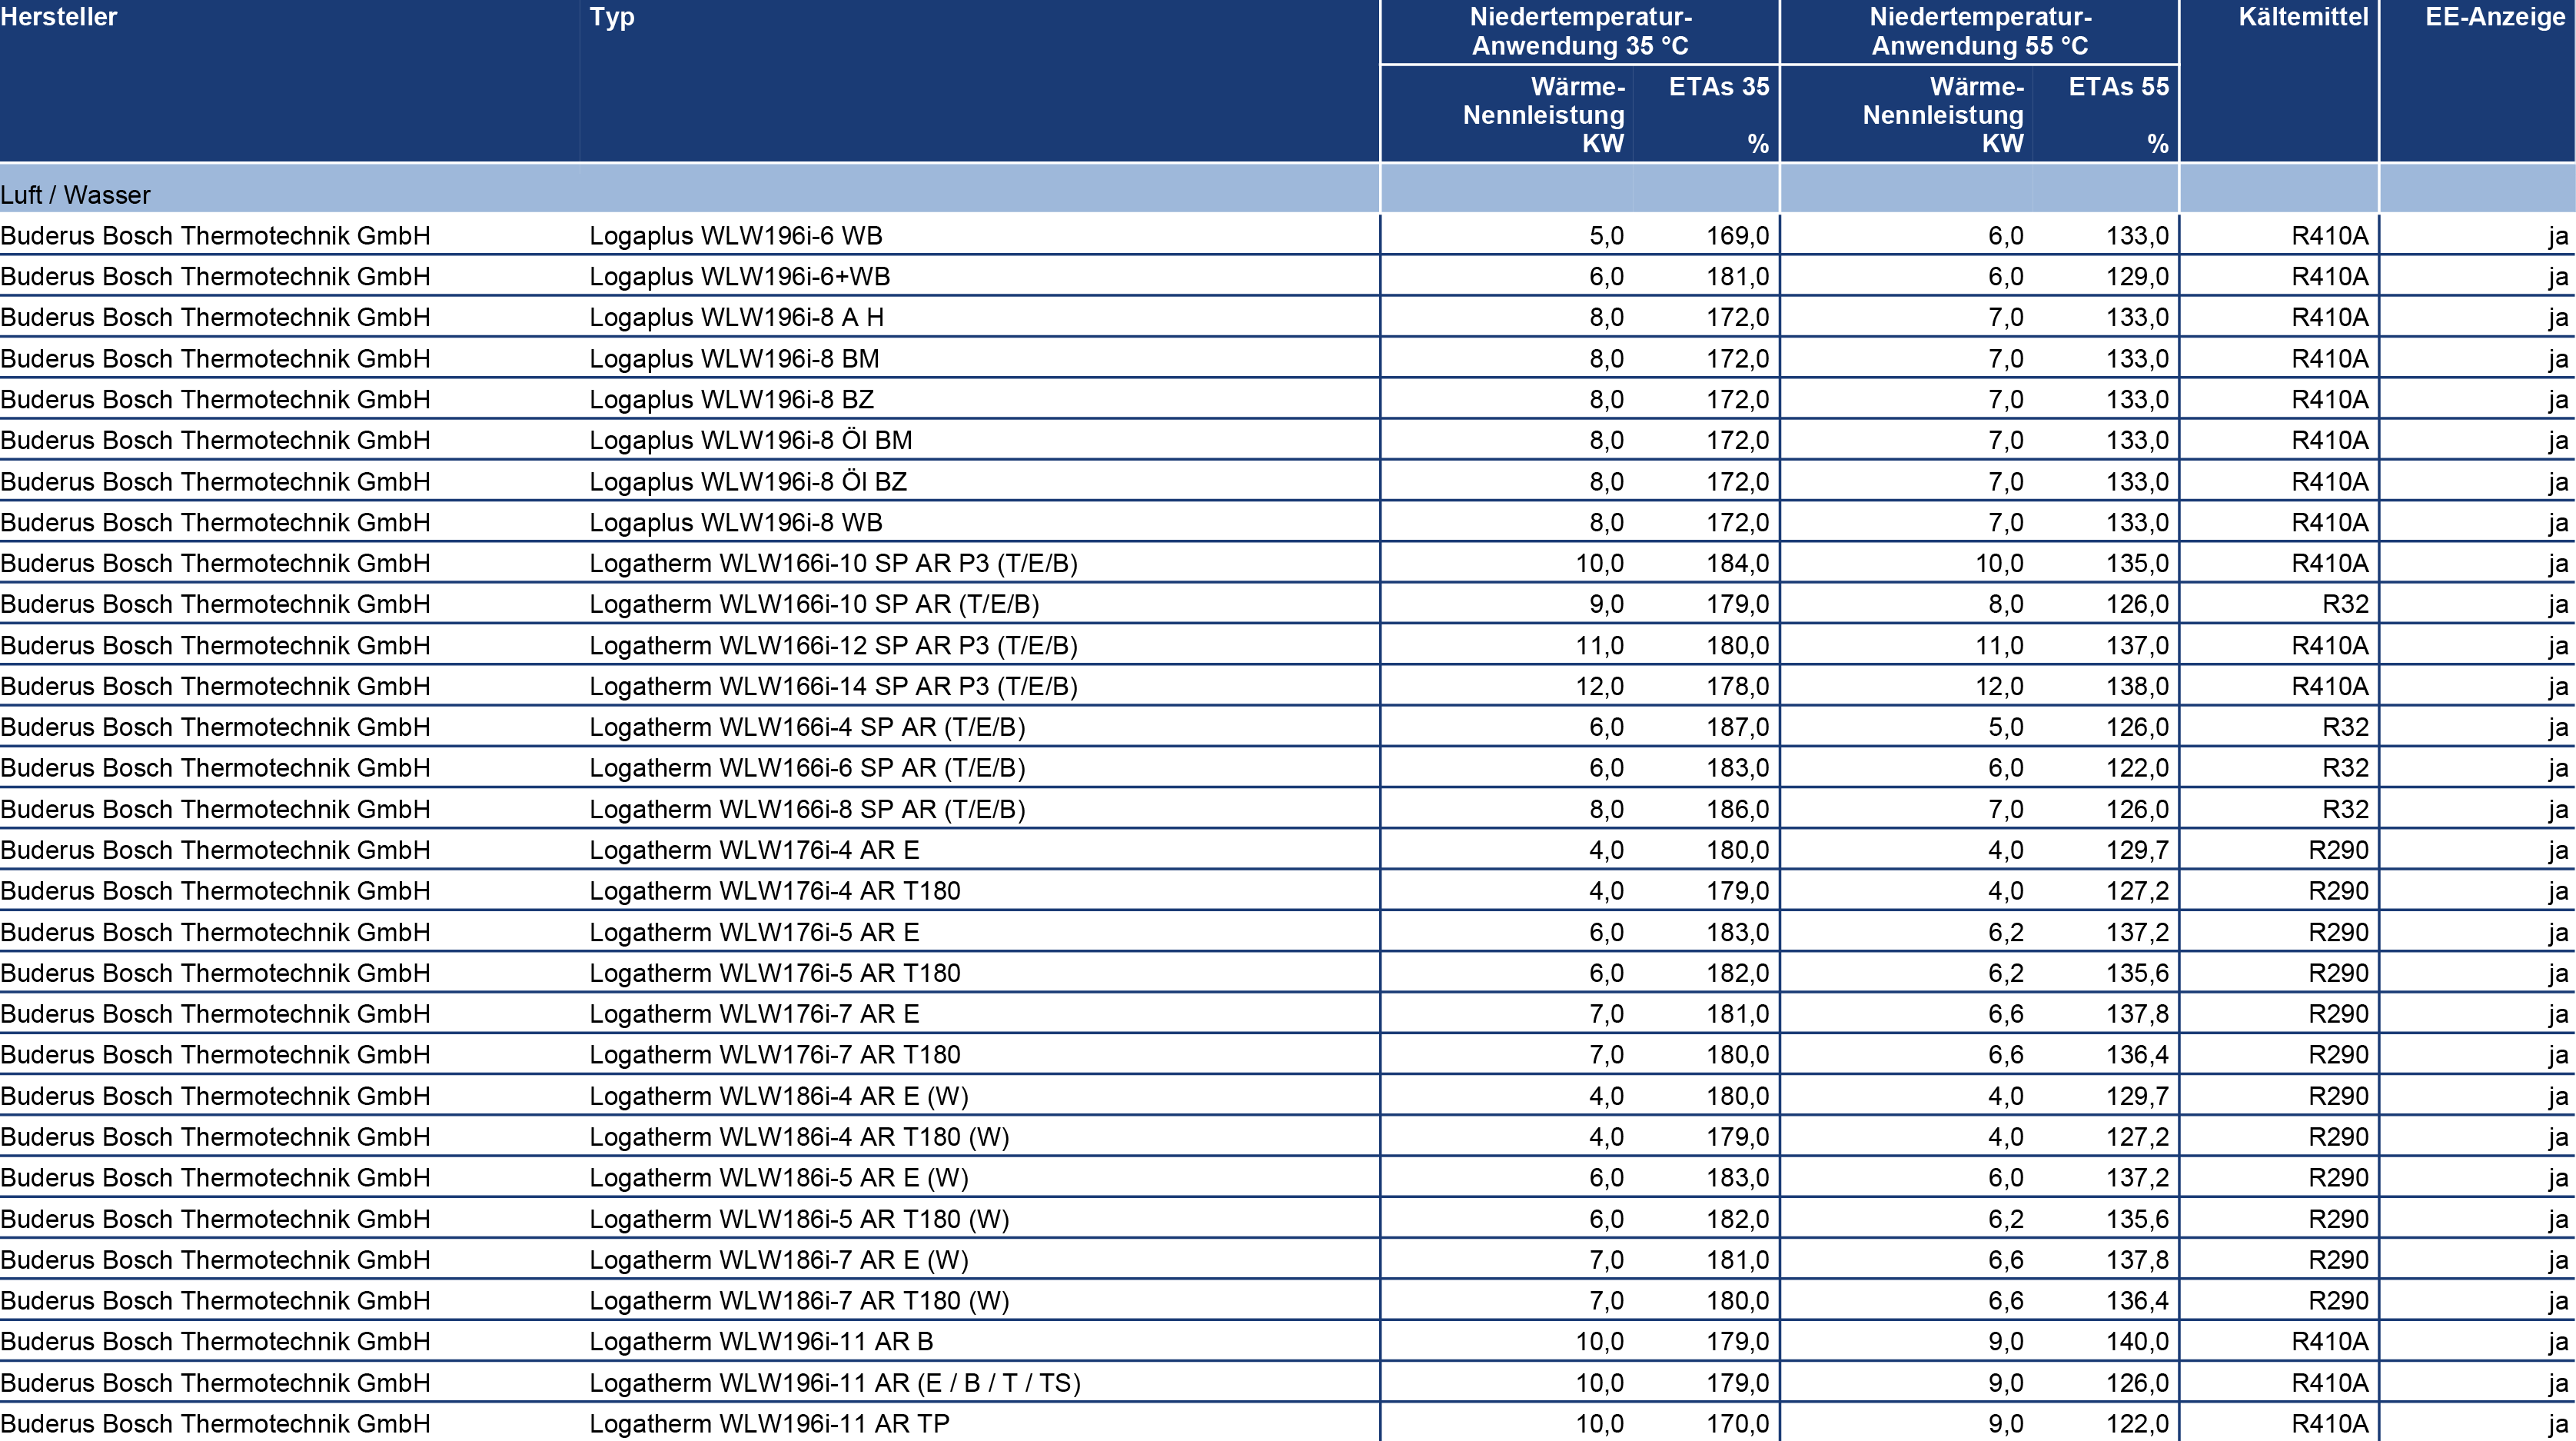 Hersteller Typ Niedertemperatur- Niedertemperatur- Kältemittel EE-Anzeige
Anwendung 35 °C Anwendung 55 °C
Wärme- ETAs 35 Wärme- ETAs 55
Nennleistung Nennleistung
KW % KW %
Luft / Wasser
Buderus Bosch Thermotechnik GmbH Logaplus WLW196i-6 WB 5,0 169,0 6,0 133,0 R410A ja
Buderus Bosch Thermotechnik GmbH Logaplus WLW196i-6+WB 6,0 181,0 6,0 129,0 R410A ja
Buderus Bosch Thermotechnik GmbH Logaplus WLW196i-8 A H 8,0 172,0 7,0 133,0 R410A ja
Buderus Bosch Thermotechnik GmbH Logaplus WLW196i-8 BM 8,0 172,0 7,0 133,0 R410A ja
Buderus Bosch Thermotechnik GmbH Logaplus WLW196i-8 BZ 8,0 172,0 7,0 133,0 R410A ja
Buderus Bosch Thermotechnik GmbH Logaplus WLW196i-8 Öl BM 8,0 172,0 7,0 133,0 R410A ja
Buderus Bosch Thermotechnik GmbH Logaplus WLW196i-8 Öl BZ 8,0 172,0 7,0 133,0 R410A ja
Buderus Bosch Thermotechnik GmbH Logaplus WLW196i-8 WB 8,0 172,0 7,0 133,0 R410A ja
Buderus Bosch Thermotechnik GmbH Logatherm WLW166i-10 SP AR P3 (T/E/B) 10,0 184,0 10,0 135,0 R410A ja
Buderus Bosch Thermotechnik GmbH Logatherm WLW166i-10 SP AR (T/E/B) 9,0 179,0 8,0 126,0 R32 ja
Buderus Bosch Thermotechnik GmbH Logatherm WLW166i-12 SP AR P3 (T/E/B) 11,0 180,0 11,0 137,0 R410A ja
Buderus Bosch Thermotechnik GmbH Logatherm WLW166i-14 SP AR P3 (T/E/B) 12,0 178,0 12,0 138,0 R410A ja
Buderus Bosch Thermotechnik GmbH Logatherm WLW166i-4 SP AR (T/E/B) 6,0 187,0 5,0 126,0 R32 ja
Buderus Bosch Thermotechnik GmbH Logatherm WLW166i-6 SP AR (T/E/B) 6,0 183,0 6,0 122,0 R32 ja
Buderus Bosch Thermotechnik GmbH Logatherm WLW166i-8 SP AR (T/E/B) 8,0 186,0 7,0 126,0 R32 ja
Buderus Bosch Thermotechnik GmbH Logatherm WLW176i-4 AR E 4,0 180,0 4,0 129,7 R290 ja
Buderus Bosch Thermotechnik GmbH Logatherm WLW176i-4 AR T180 4,0 179,0 4,0 127,2 R290 ja
Buderus Bosch Thermotechnik GmbH Logatherm WLW176i-5 AR E 6,0 183,0 6,2 137,2 R290 ja
Buderus Bosch Thermotechnik GmbH Logatherm WLW176i-5 AR T180 6,0 182,0 6,2 135,6 R290 ja
Buderus Bosch Thermotechnik GmbH Logatherm WLW176i-7 AR E 7,0 181,0 6,6 137,8 R290 ja
Buderus Bosch Thermotechnik GmbH Logatherm WLW176i-7 AR T180 7,0 180,0 6,6 136,4 R290 ja
Buderus Bosch Thermotechnik GmbH Logatherm WLW186i-4 AR E (W) 4,0 180,0 4,0 129,7 R290 ja
Buderus Bosch Thermotechnik GmbH Logatherm WLW186i-4 AR T180 (W) 4,0 179,0 4,0 127,2 R290 ja
Buderus Bosch Thermotechnik GmbH Logatherm WLW186i-5 AR E (W) 6,0 183,0 6,0 137,2 R290 ja
Buderus Bosch Thermotechnik GmbH Logatherm WLW186i-5 AR T180 (W) 6,0 182,0 6,2 135,6 R290 ja
Buderus Bosch Thermotechnik GmbH Logatherm WLW186i-7 AR E (W) 7,0 181,0 6,6 137,8 R290 ja
Buderus Bosch Thermotechnik GmbH Logatherm WLW186i-7 AR T180 (W) 7,0 180,0 6,6 136,4 R290 ja
Buderus Bosch Thermotechnik GmbH Logatherm WLW196i-11 AR B 10,0 179,0 9,0 140,0 R410A ja
Buderus Bosch Thermotechnik GmbH Logatherm WLW196i-11 AR (E / B / T / TS) 10,0 179,0 9,0 126,0 R410A ja
Buderus Bosch Thermotechnik GmbH Logatherm WLW196i-11 AR TP 10,0 170,0 9,0 122,0 R410A ja